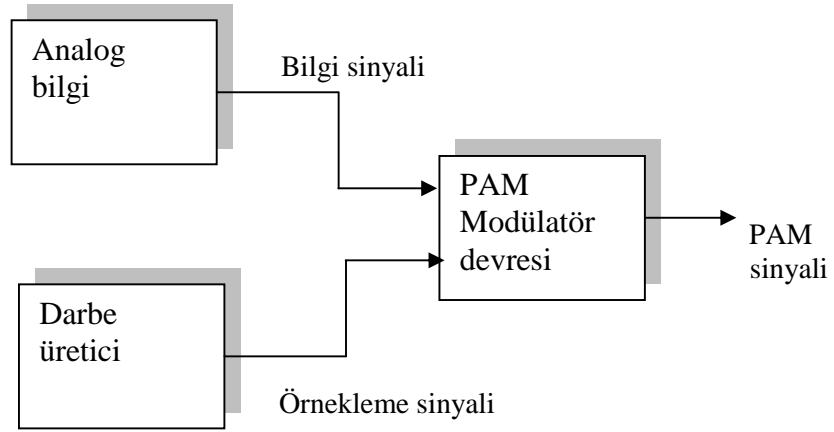 Analog
bilgi
Bilgi sinyali
PAM
Modülatör
devresi
PAM
sinyali
Darbe
üretici
Örnekleme sinyali